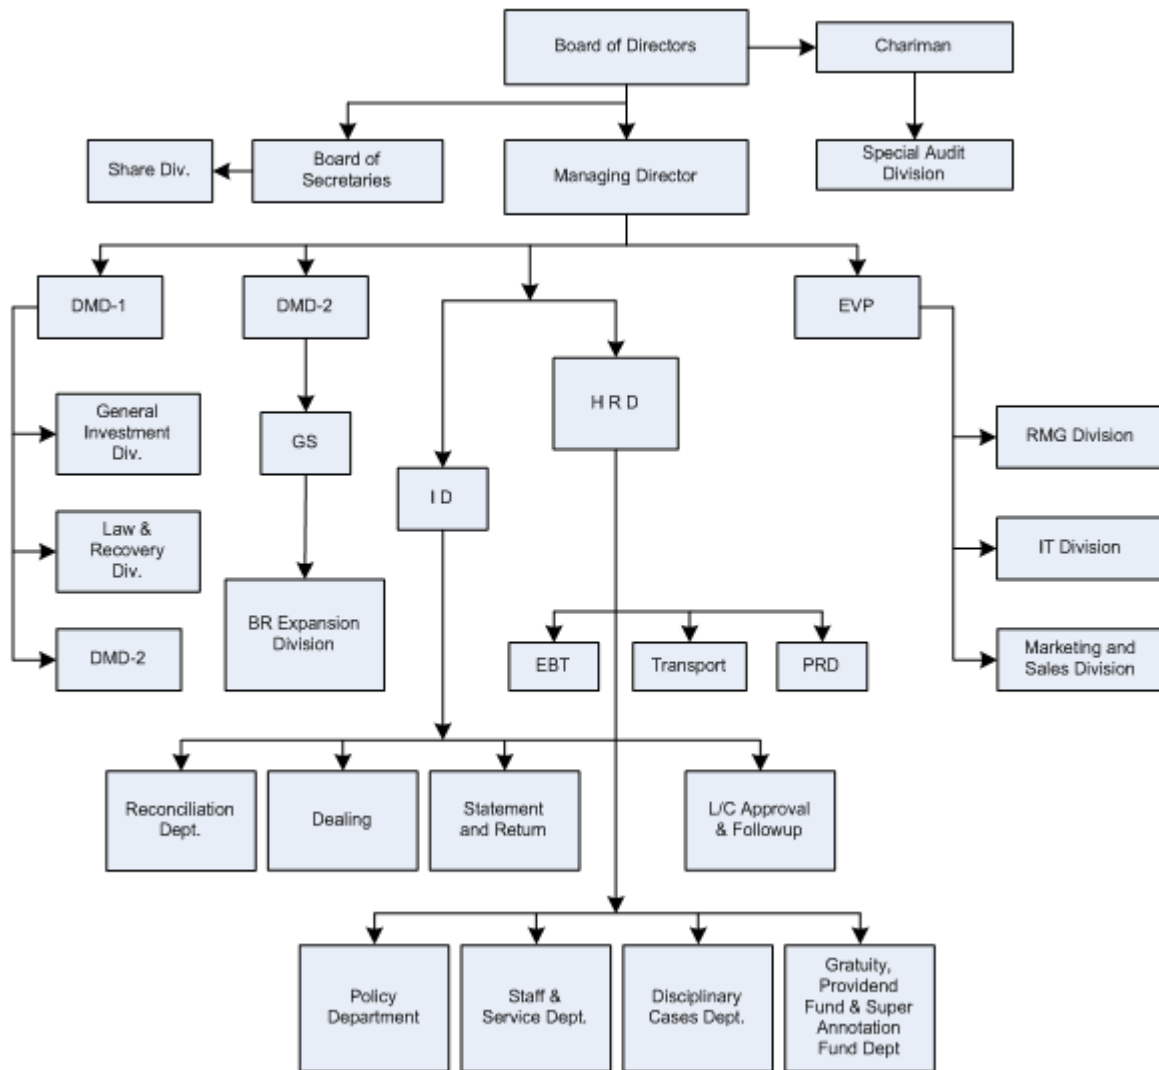 Board of Directors
Chariman
Share Div.
Board of
Secretaries
Managing Director
Special Audit
Division
DMD-1
DMD-2
EVP
General
Investment
Div.
GS
H R D
RMG Division
I D
Law &
Recovery
Div.
IT Division
BR Expansion
Division
DMD-2
EBT
Transport
PRD
Marketing and
Sales Division
Reconciliation
Dept.
Dealing
Statement
and Return
L/C Approval
& Followup
Policy
Department
Staff &
Service Dept.
Disciplinary
Cases Dept.
Gratuity,
Providend
Fund & Super
Annotation
Fund Dept